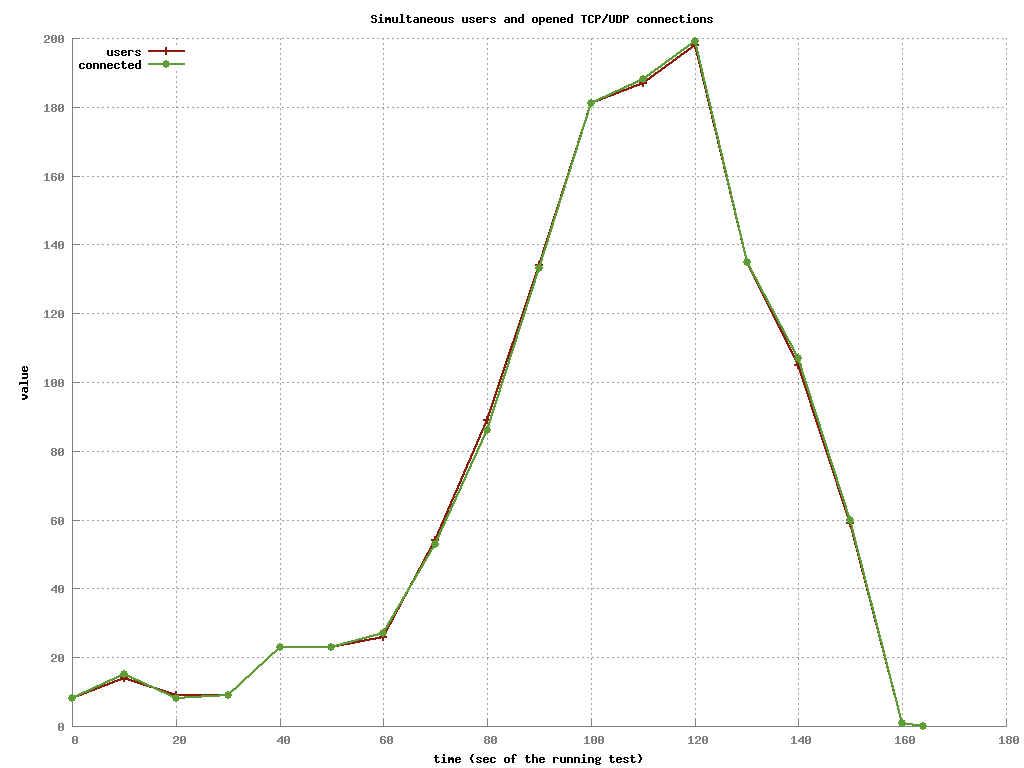 Simultaneous users and opened TCP/UDP connections
users
connected
200
180
160
140
120
100
80
60
40
20
0
value
0 20 40 60 80 100 120 140 160 180
time (sec of the running test)